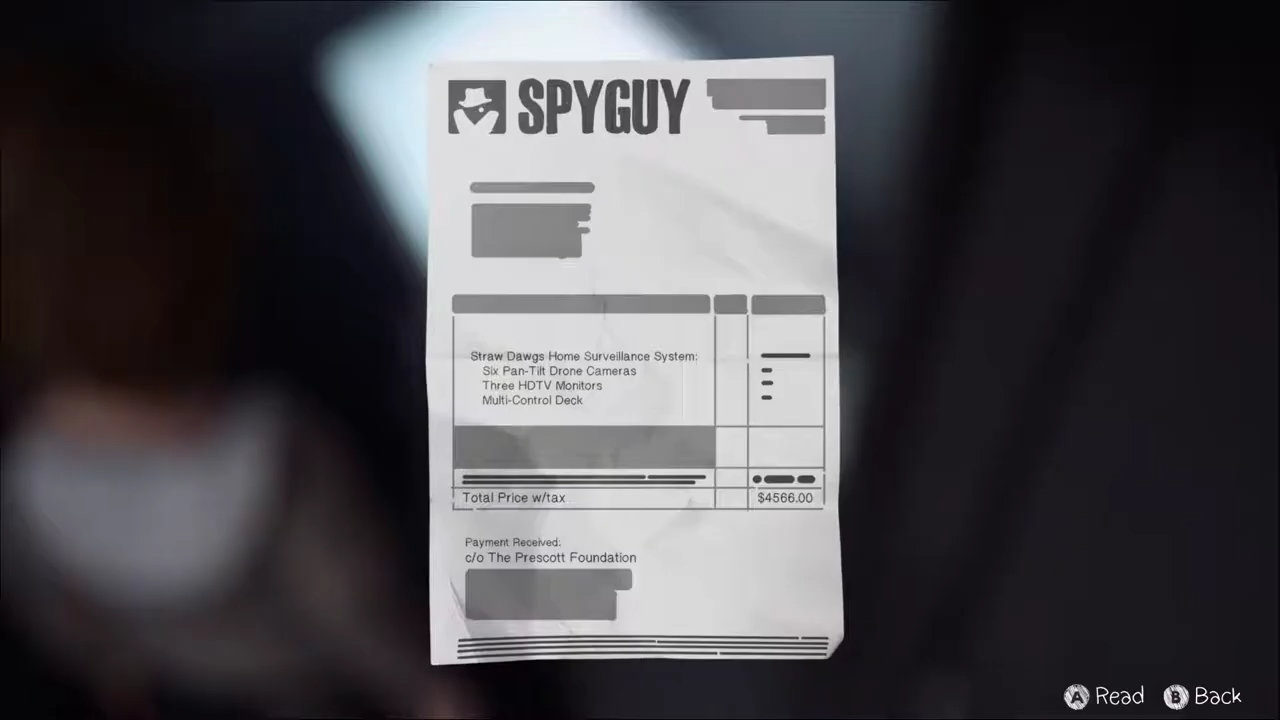 SPYGUY
Straw Dawgs Home Surveillance System:
Six Pan-Tilt Drone Cameras
Three HDTV Monitors
Multi-Control Deck
Total Price w/tax $4566.00
Payment Received:
c/o The Prescott Foundation
A Read B Back